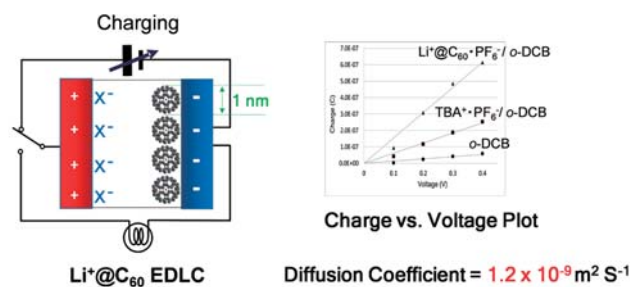 Charging
+ X⁻ -
1 nm
+ X⁻ -
+ X⁻ -
+ X⁻ -
Li⁺@C₆₀ EDLC
Charge (C)
7.0E-07
6.0E-07
5.0E-07
4.0E-07
3.0E-07
2.0E-07
1.0E-07
0.0E+00
0 0.1 0.2 0.3 0.4
Voltage (V)
Li⁺@C₆₀•PF₆⁻/ o-DCB
TBA⁺•PF₆⁻/ o-DCB
o-DCB
Charge vs. Voltage Plot
Diffusion Coefficient = 1.2 x 10⁻⁹ m² S⁻¹